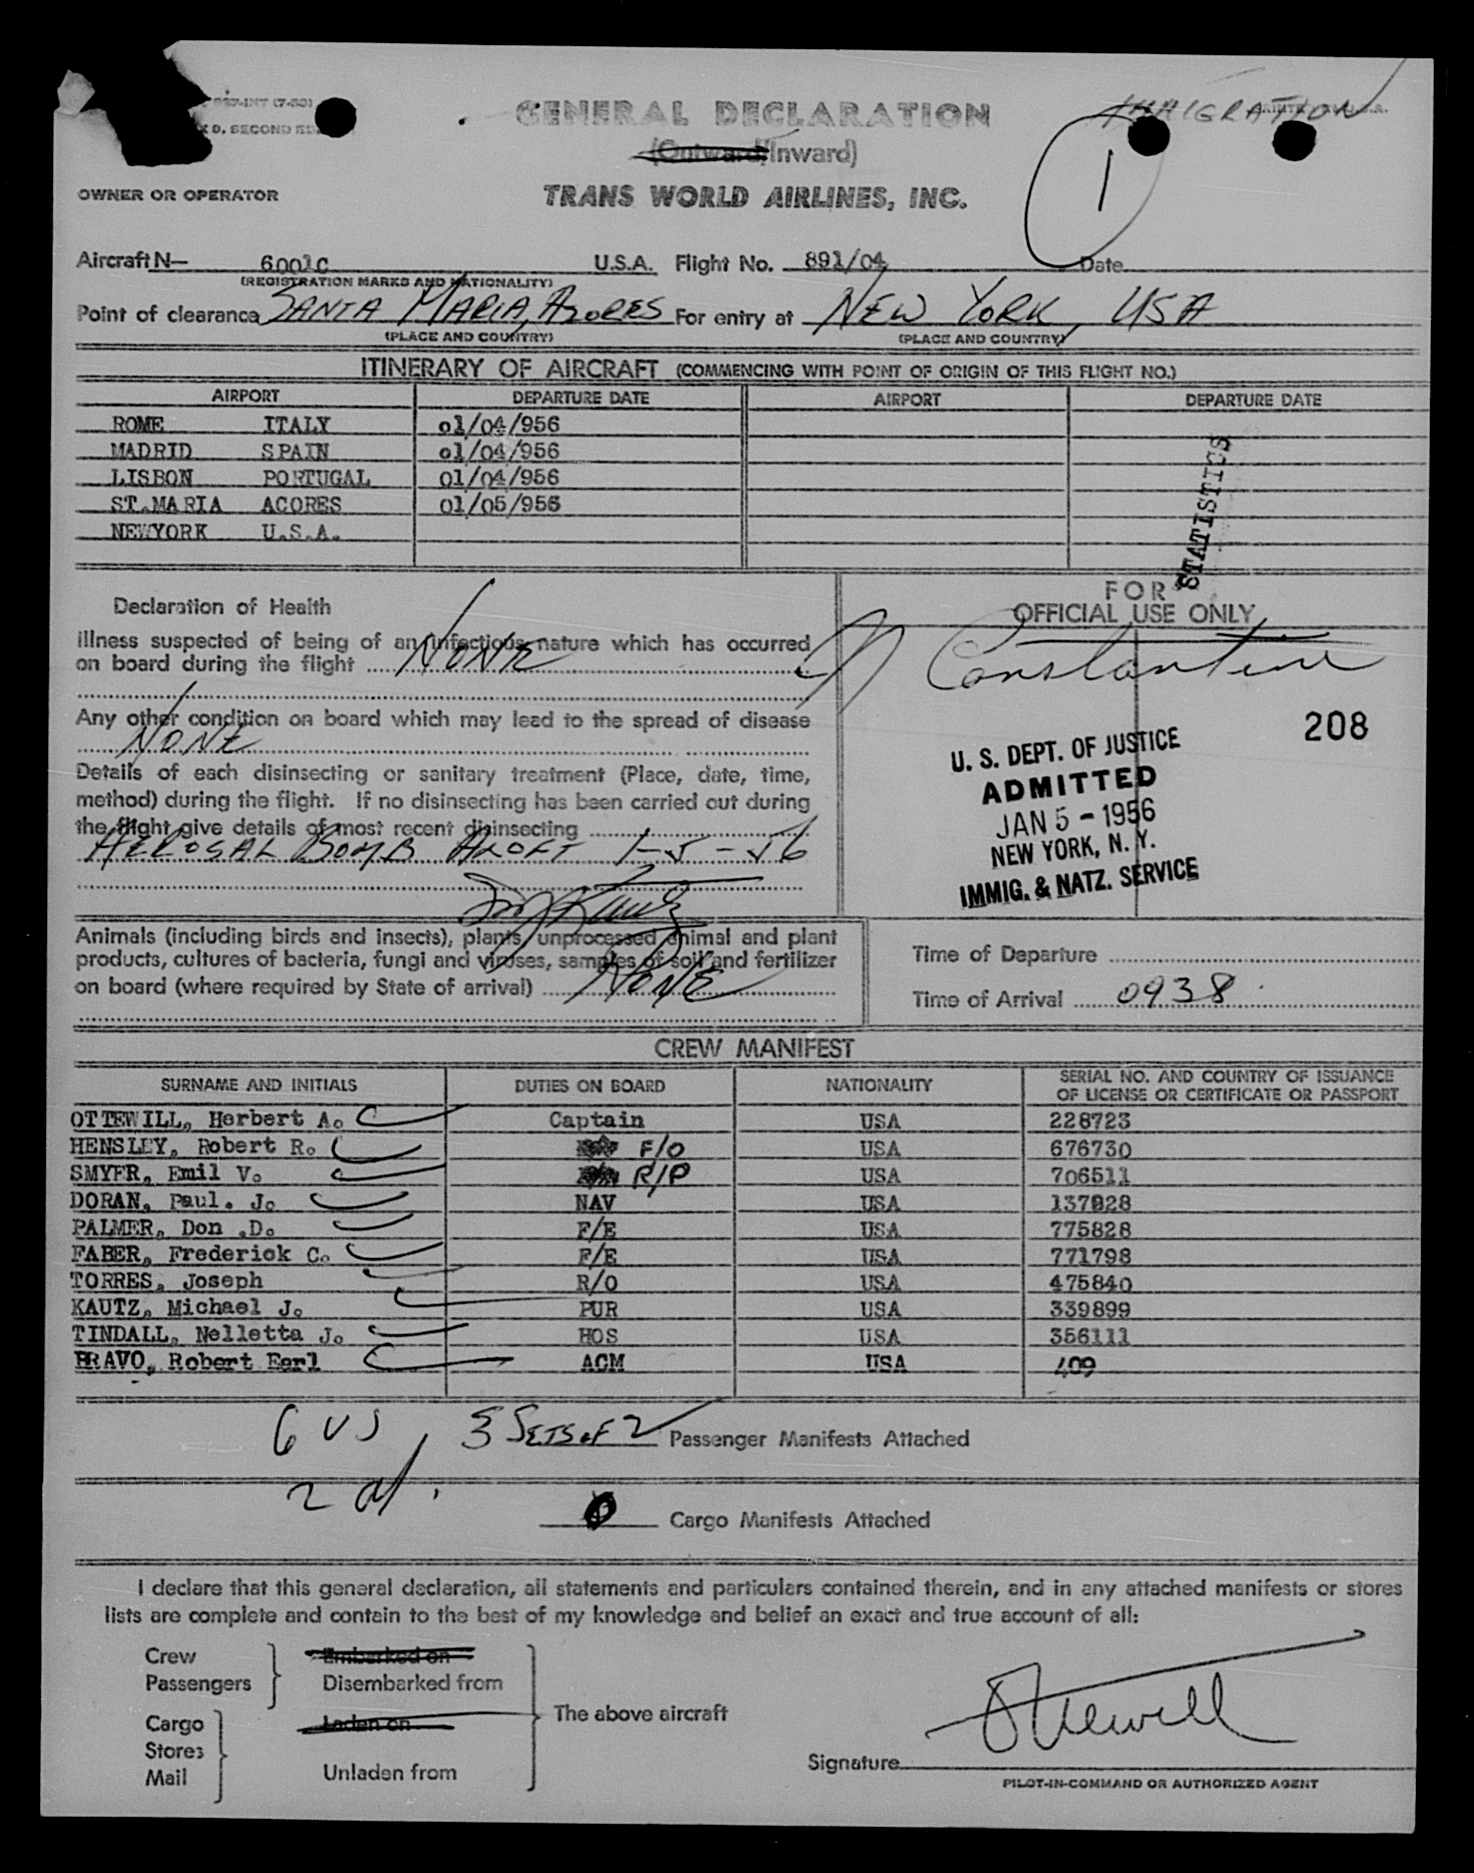 837-INT (7-53)
D. SECOND
GENERAL DECLARATION
IMMIGRATION
(Outward/Inward)
1
OWNER OR OPERATOR
TRANS WORLD AIRLINES, INC.
Aircraft N— 6001C U.S.A. Flight No. 891/04 Date
(REGISTRATION MARKS AND NATIONALITY)
Point of clearance SANTA MARIA, AZORES For entry at NEW YORK, USA
(PLACE AND COUNTRY) (PLACE AND COUNTRY)
ITINERARY OF AIRCRAFT (COMMENCING WITH POINT OF ORIGIN OF THIS FLIGHT NO.)
AIRPORT DEPARTURE DATE AIRPORT DEPARTURE DATE
ROME ITALY 01/04/956
MADRID SPAIN 01/04/956
LISBON PORTUGAL 01/04/956
ST.MARIA ACORES 01/05/956
NEWYORK U.S.A.
STATISTICS
FOR
OFFICIAL USE ONLY
Declaration of Health
Illness suspected of being of an infectious nature which has occurred
on board during the flight NONE
Constantine
Any other condition on board which may lead to the spread of disease
NONE
208
U. S. DEPT. OF JUSTICE
ADMITTED
JAN 5 - 1956
NEW YORK, N. Y.
IMMIG. & NATZ. SERVICE
Details of each disinsecting or sanitary treatment (Place, date, time,
method) during the flight. If no disinsecting has been carried out during
the flight give details of most recent disinsecting
AEROSAL BOMB ALOFT 1-5-56
Animals (including birds and insects), plants, unprocessed animal and plant
products, cultures of bacteria, fungi and viruses, samples of soil and fertilizer
on board (where required by State of arrival) NONE
Time of Departure
Time of Arrival 0938
CREW MANIFEST
SURNAME AND INITIALS DUTIES ON BOARD NATIONALITY SERIAL NO. AND COUNTRY OF ISSUANCE
OF LICENSE OR CERTIFICATE OR PASSPORT
OTTEWILL, Herbert A. Captain USA 228723
HENSLEY, Robert R. F/O USA 676730
SMYER, Emil V. R/P USA 706511
DORAN, Paul. J. NAV USA 137828
PALMER, Don .D. F/E USA 775828
FABER, Frederick C. F/E USA 771798
TORRES, Joseph R/O USA 475840
KAUTZ, Michael J. PUR USA 339899
TINDALL, Nelletta J. HOS USA 356111
BRAVO, Robert Earl ACM USA 409
6 US, 3 SETS OF 2 Passenger Manifests Attached
2 al.
0 Cargo Manifests Attached
I declare that this general declaration, all statements and particulars contained therein, and in any attached manifests or stores
lists are complete and contain to the best of my knowledge and belief an exact and true account of all:
Crew Embarked on
Passengers Disembarked from
The above aircraft
Cargo Laden on
Stores
Mail Unladen from
Signature Ottewill
PILOT-IN-COMMAND OR AUTHORIZED AGENT